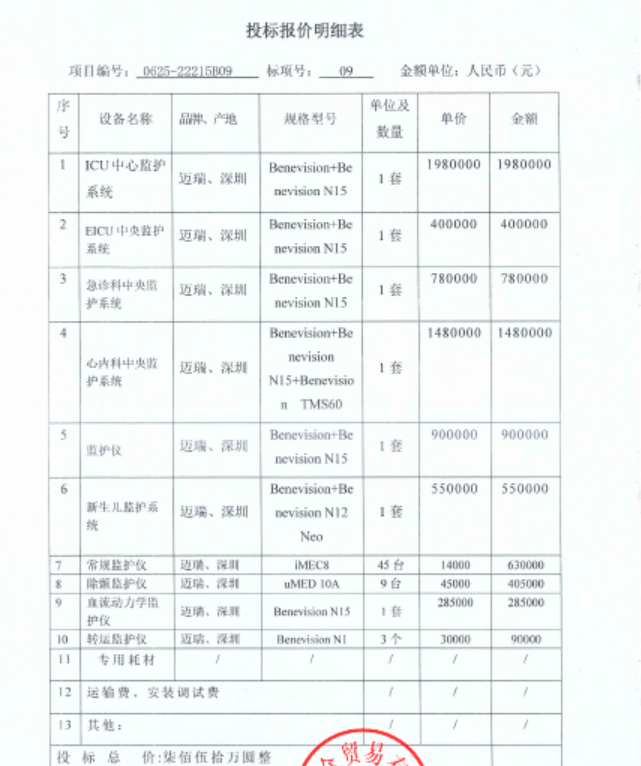 投标报价明细表
项目编号：0625-22215B09 标项号：09 金额单位：人民币（元）
序号 设备名称 品牌、产地 规格型号 单位及数量 单价 金额
1 ICU 中心监护系统 迈瑞、深圳 Benevision+Benevision N15 1 套 1980000 1980000
2 EICU 中央监护系统 迈瑞、深圳 Benevision+Benevision N15 1 套 400000 400000
3 急诊科中央监护系统 迈瑞、深圳 Benevision+Benevision N15 1 套 780000 780000
4 心内科中央监护系统 迈瑞、深圳 Benevision+Benevision N15+Benevision TMS60 1 套 1480000 1480000
5 监护仪 迈瑞、深圳 Benevision+Benevision N15 1 套 900000 900000
6 新生儿监护系统 迈瑞、深圳 Benevision+Benevision N12 Neo 1 套 550000 550000
7 常规监护仪 迈瑞、深圳 iMEC8 45 台 14000 630000
8 除颤监护仪 迈瑞、深圳 uMED 10A 9 台 45000 405000
9 血流动力学监护仪 迈瑞、深圳 Benevision N15 1 套 285000 285000
10 转运监护仪 迈瑞、深圳 Benevision N1 3 个 30000 90000
11 专用耗材 / / / / /
12 运输费、安装调试费 / / /
13 其他： / / /
投标总价:柒佰伍拾万圆整
贸易